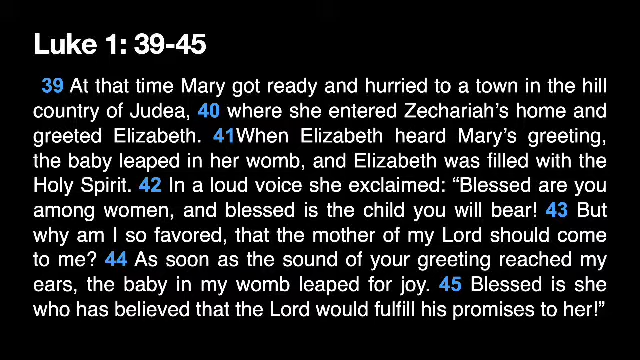 Luke 1: 39-45
39 At that time Mary got ready and hurried to a town in the hill
country of Judea, 40 where she entered Zechariah's home and
greeted Elizabeth. 41When Elizabeth heard Mary's greeting,
the baby leaped in her womb, and Elizabeth was filled with the
Holy Spirit. 42 In a loud voice she exclaimed: “Blessed are you
among women, and blessed is the child you will bear! 43 But
why am I so favored, that the mother of my Lord should come
to me? 44 As soon as the sound of your greeting reached my
ears, the baby in my womb leaped for joy. 45 Blessed is she
who has believed that the Lord would fulfill his promises to her!”